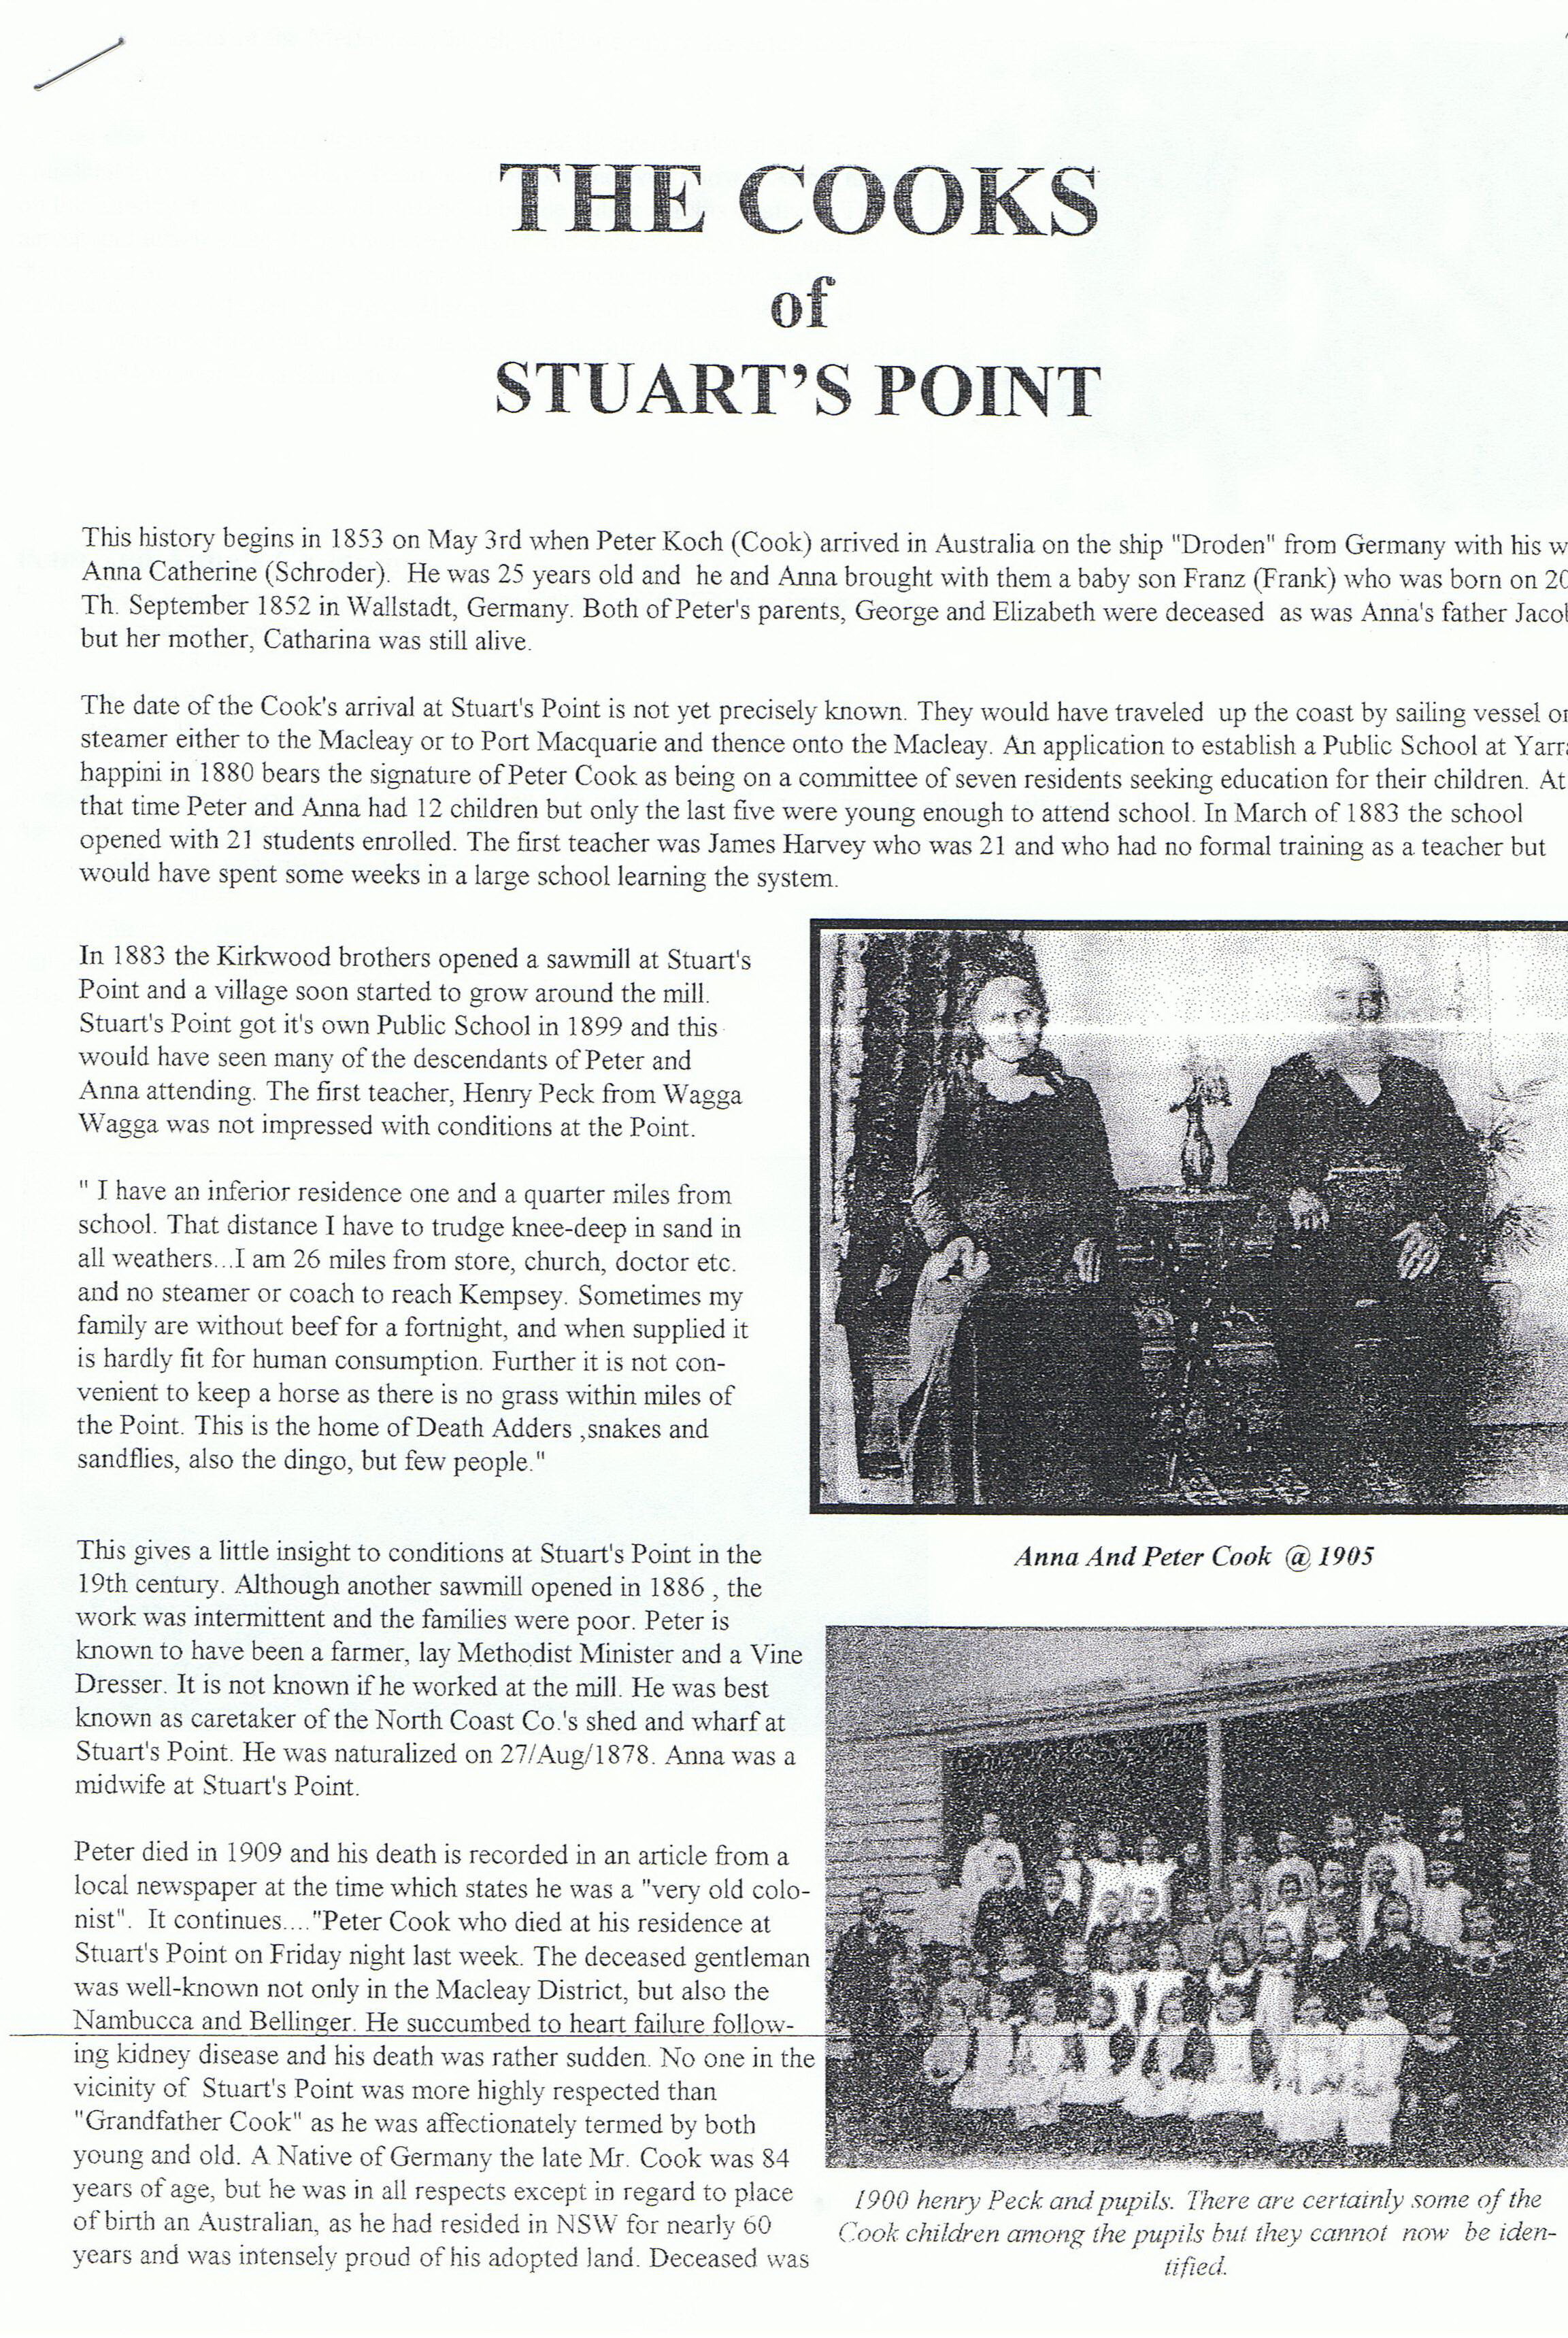 THE COOKS
of
STUART'S POINT
This history begins in 1853 on May 3rd when Peter Koch (Cook) arrived in Australia on the ship "Droden" from Germany with his w
Anna Catherine (Schroder). He was 25 years old and he and Anna brought with them a baby son Franz (Frank) who was born on 20
Th. September 1852 in Wallstadt, Germany. Both of Peter's parents, George and Elizabeth were deceased as was Anna's father Jacob
but her mother, Catharina was still alive.
The date of the Cook's arrival at Stuart's Point is not yet precisely known. They would have traveled up the coast by sailing vessel or
steamer either to the Macleay or to Port Macquarie and thence onto the Macleay. An application to establish a Public School at Yarra
happini in 1880 bears the signature of Peter Cook as being on a committee of seven residents seeking education for their children. At
that time Peter and Anna had 12 children but only the last five were young enough to attend school. In March of 1883 the school
opened with 21 students enrolled. The first teacher was James Harvey who was 21 and who had no formal training as a teacher but
would have spent some weeks in a large school learning the system.
In 1883 the Kirkwood brothers opened a sawmill at Stuart's
Point and a village soon started to grow around the mill.
Stuart's Point got it's own Public School in 1899 and this
would have seen many of the descendants of Peter and
Anna attending. The first teacher, Henry Peck from Wagga
Wagga was not impressed with conditions at the Point.
" I have an inferior residence one and a quarter miles from
school. That distance I have to trudge knee-deep in sand in
all weathers...I am 26 miles from store, church, doctor etc.
and no steamer or coach to reach Kempsey. Sometimes my
family are without beef for a fortnight, and when supplied it
is hardly fit for human consumption. Further it is not con-
venient to keep a horse as there is no grass within miles of
the Point. This is the home of Death Adders ,snakes and
sandflies, also the dingo, but few people."
This gives a little insight to conditions at Stuart's Point in the
19th century. Although another sawmill opened in 1886 , the
work was intermittent and the families were poor. Peter is
known to have been a farmer, lay Methodist Minister and a Vine
Dresser. It is not known if he worked at the mill. He was best
known as caretaker of the North Coast Co.'s shed and wharf at
Stuart's Point. He was naturalized on 27/Aug/1878. Anna was a
midwife at Stuart's Point.
Peter died in 1909 and his death is recorded in an article from a
local newspaper at the time which states he was a "very old colo-
nist". It continues...."Peter Cook who died at his residence at
Stuart's Point on Friday night last week. The deceased gentleman
was well-known not only in the Macleay District, but also the
Nambucca and Bellinger. He succumbed to heart failure follow-
ing kidney disease and his death was rather sudden. No one in the
vicinity of Stuart's Point was more highly respected than
"Grandfather Cook" as he was affectionately termed by both
young and old. A Native of Germany the late Mr. Cook was 84
years of age, but he was in all respects except in regard to place
of birth an Australian, as he had resided in NSW for nearly 60
years and was intensely proud of his adopted land. Deceased was
Anna And Peter Cook @ 1905
1900 henry Peck and pupils. There are certainly some of the
Cook children among the pupils but they cannot now be iden-
tified.